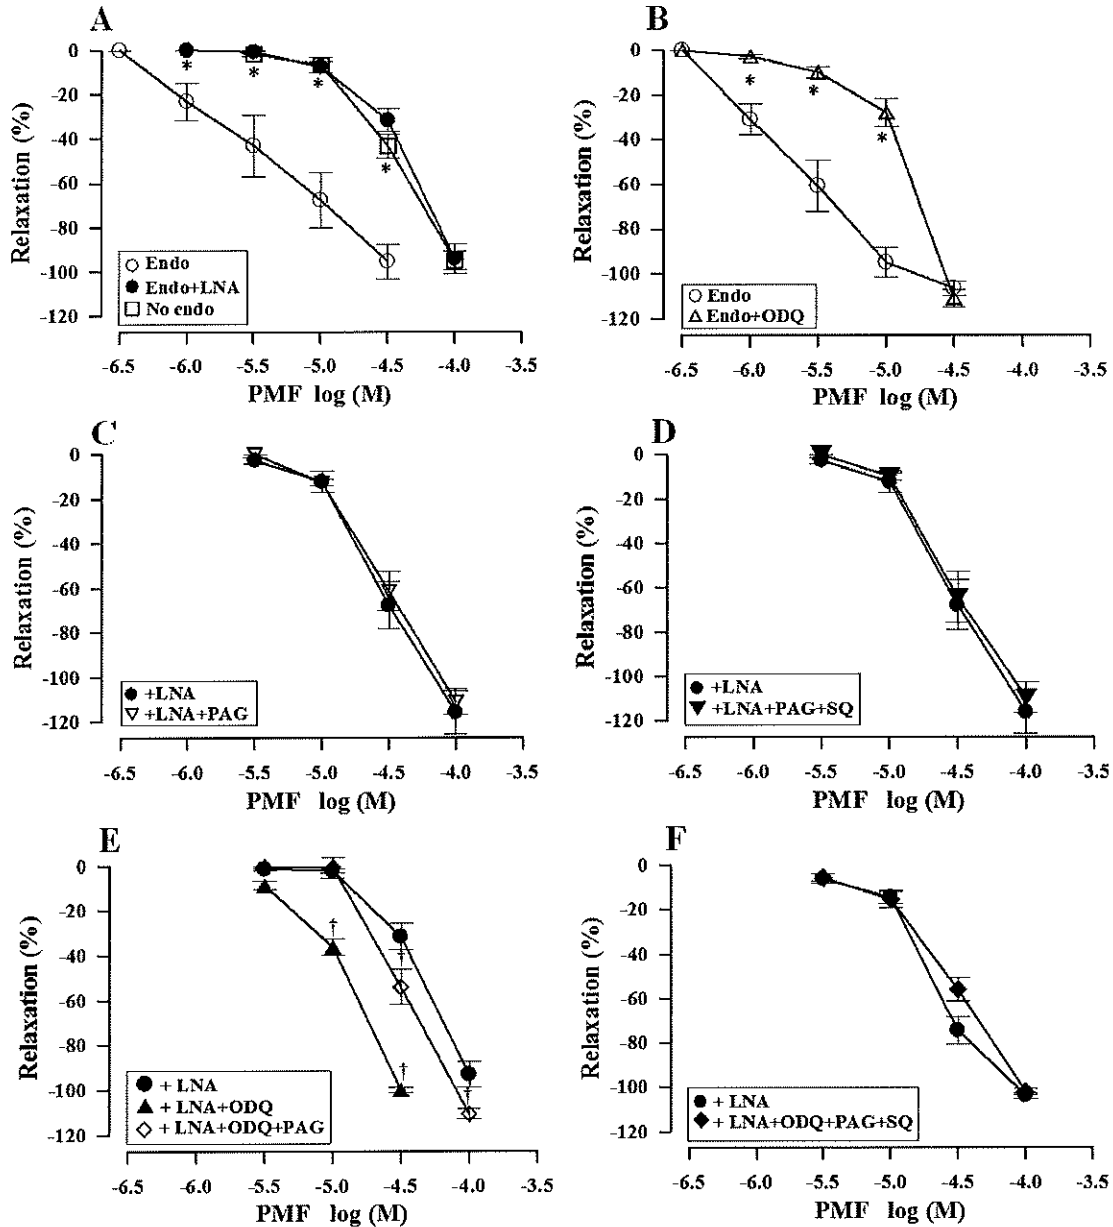 A
Relaxation (%)
0
-20
-40
-60
-80
-100
-120
* * * *
Endo
Endo+LNA
No endo
-6.5 -6.0 -5.5 -5.0 -4.5 -4.0 -3.5
PMF log (M)
B
Relaxation (%)
0
-20
-40
-60
-80
-100
-120
* * *
Endo
Endo+ODQ
-6.5 -6.0 -5.5 -5.0 -4.5 -4.0 -3.5
PMF log (M)
C
Relaxation (%)
0
-20
-40
-60
-80
-100
-120
+LNA
+LNA+PAG
-6.5 -6.0 -5.5 -5.0 -4.5 -4.0 -3.5
PMF log (M)
D
Relaxation (%)
0
-20
-40
-60
-80
-100
-120
+LNA
+LNA+PAG+SQ
-6.5 -6.0 -5.5 -5.0 -4.5 -4.0 -3.5
PMF log (M)
E
Relaxation (%)
0
-20
-40
-60
-80
-100
-120
† † † †
+ LNA
+ LNA+ODQ
+ LNA+ODQ+PAG
-6.5 -6.0 -5.5 -5.0 -4.5 -4.0 -3.5
PMF log (M)
F
Relaxation (%)
0
-20
-40
-60
-80
-100
-120
+ LNA
+ LNA+ODQ+PAG+SQ
-6.5 -6.0 -5.5 -5.0 -4.5 -4.0 -3.5
PMF log (M)